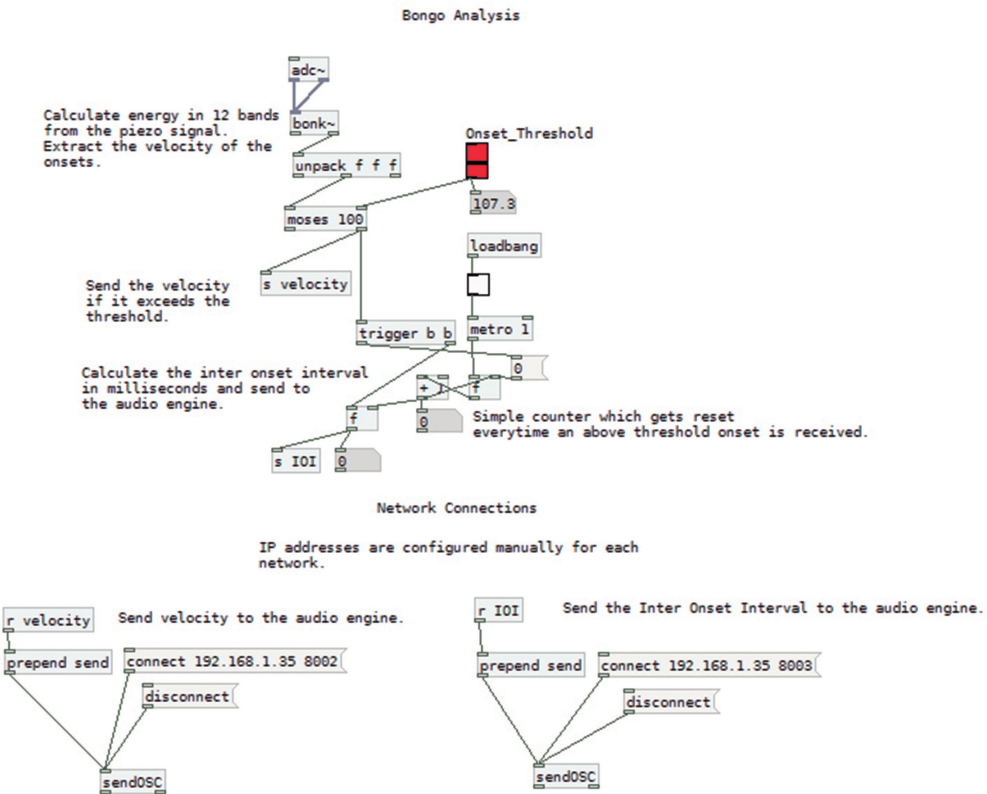 Bongo Analysis
adc~
Calculate energy in 12 bands
from the piezo signal.
Extract the velocity of the
onsets.
bonk~
Onset_Threshold
unpack f f f
107.3
moses 100
loadbang
Send the velocity
if it exceeds the
threshold.
s velocity
trigger b b
metro 1
0
Calculate the inter onset interval
in milliseconds and send to
the audio engine.
+ 1
f
f
0
Simple counter which gets reset
everytime an above threshold onset is received.
s IOI
0
Network Connections
IP addresses are configured manually for each
network.
r velocity
Send velocity to the audio engine.
prepend send
connect 192.168.1.35 8002
disconnect
sendOSC
r IOI
Send the Inter Onset Interval to the audio engine.
prepend send
connect 192.168.1.35 8003
disconnect
sendOSC